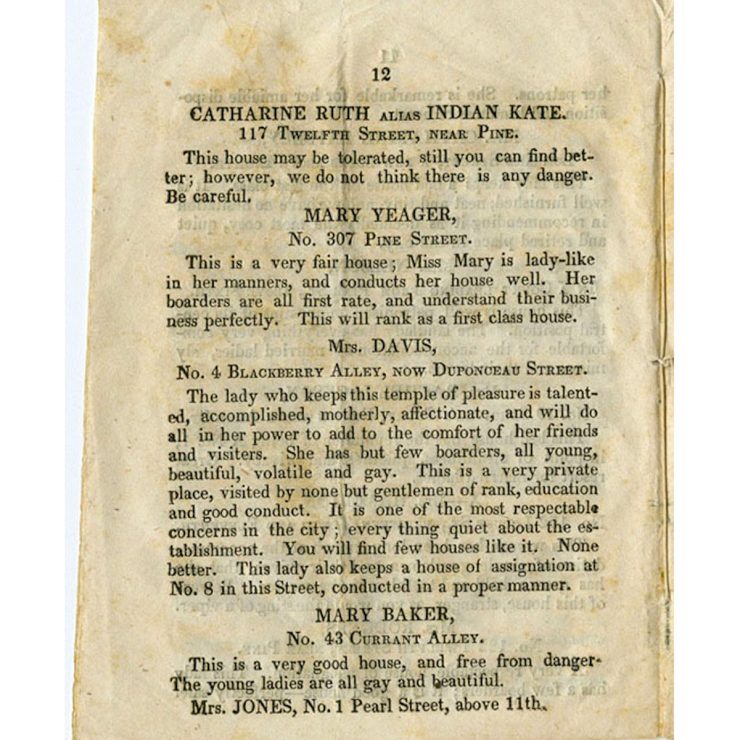 12
CATHARINE RUTH ALIAS INDIAN KATE.
117 TWELFTH STREET, NEAR PINE.
This house may be tolerated, still you can find bet-
ter; however, we do not think there is any danger.
Be careful.
MARY YEAGER,
No. 307 PINE STREET.
This is a very fair house; Miss Mary is lady-like
in her manners, and conducts her house well. Her
boarders are all first rate, and understand their busi-
ness perfectly. This will rank as a first class house.
Mrs. DAVIS,
No. 4 BLACKBERRY ALLEY, NOW DUPONCEAU STREET.
The lady who keeps this temple of pleasure is talent-
ed, accomplished, motherly, affectionate, and will do
all in her power to add to the comfort of her friends
and visiters. She has but few boarders, all young,
beautiful, volatile and gay. This is a very private
place, visited by none but gentlemen of rank, education
and good conduct. It is one of the most respectable
concerns in the city; every thing quiet about the es-
tablishment. You will find few houses like it. None
better. This lady also keeps a house of assignation at
No. 8 in this Street, conducted in a proper manner.
MARY BAKER,
No. 43 CURRANT ALLEY.
This is a very good house, and free from danger.
The young ladies are all gay and beautiful.
Mrs. JONES, No. 1 Pearl Street, above 11th.